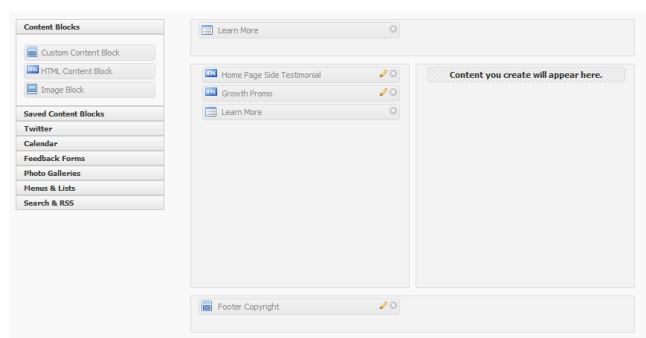 Content Blocks
Custom Content Block
HTML Content Block
Image Block
Saved Content Blocks
Twitter
Calendar
Feedback Forms
Photo Galleries
Menus & Lists
Search & RSS
Learn More
Home Page Side Testimonial
Growth Promo
Learn More
Content you create will appear here.
Footer Copyright